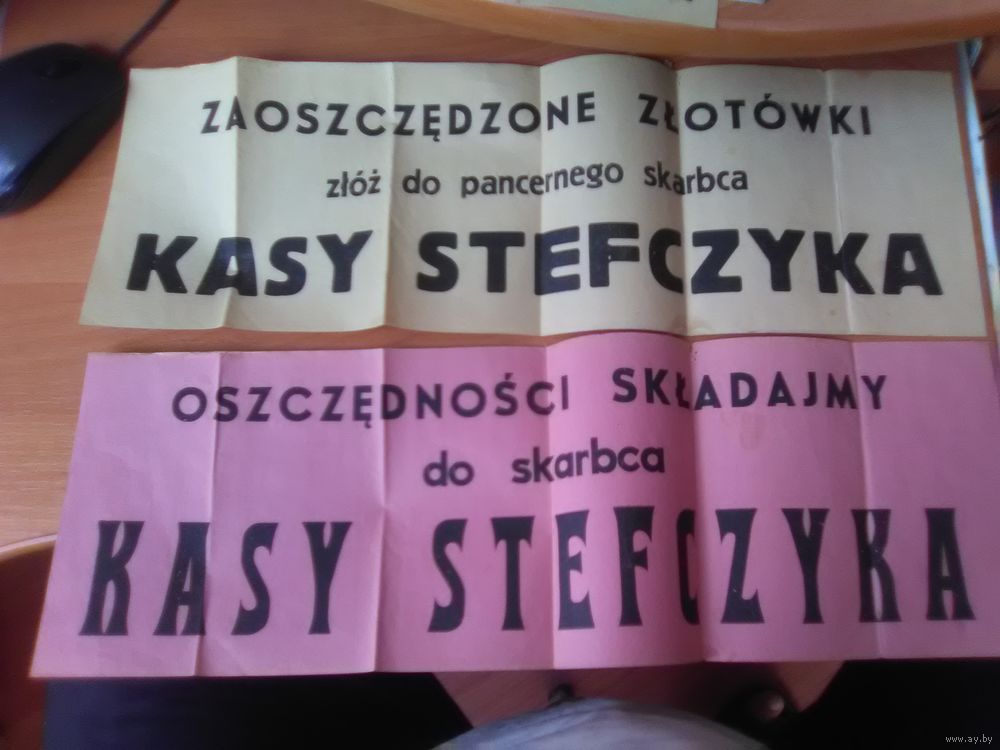 ZAOSZCZĘDZONE ZŁOTÓWKI
złóż do pancernego skarbca
KASY STEFCZYKA
OSZCZĘDNOŚCI SKŁADAJMY
do skarbca
KASY STEFCZYKA
www.ay.by